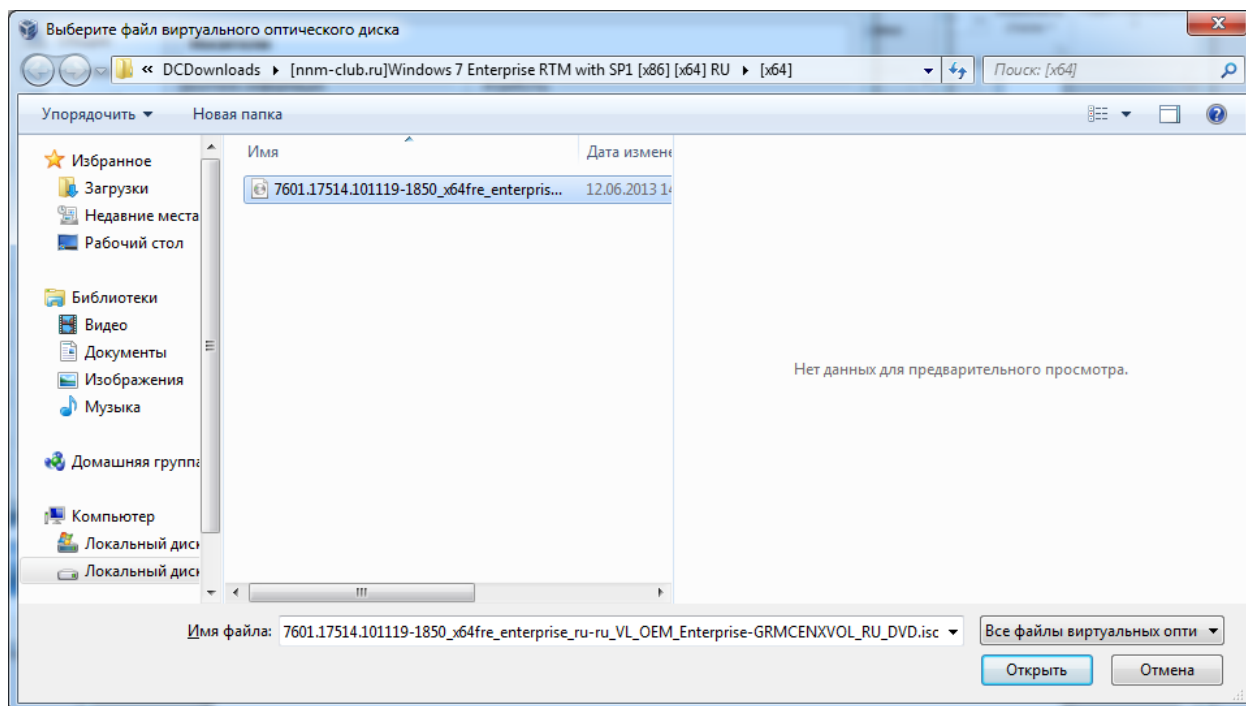 Выберите файл виртуального оптического диска
« DCDownloads ▸ [nnm-club.ru]Windows 7 Enterprise RTM with SP1 [x86] [x64] RU ▸ [x64]
Поиск: [x64]
Упорядочить Новая папка
Избранное
Загрузки
Недавние места
Рабочий стол
Библиотеки
Видео
Документы
Изображения
Музыка
Домашняя группа
Компьютер
Локальный диск
Локальный диск
Имя Дата измене
7601.17514.101119-1850_x64fre_enterpris... 12.06.2013 14
Нет данных для предварительного просмотра.
Имя файла: 7601.17514.101119-1850_x64fre_enterprise_ru-ru_VL_OEM_Enterprise-GRMCENXVOL_RU_DVD.isc
Все файлы виртуальных опти
Открыть Отмена